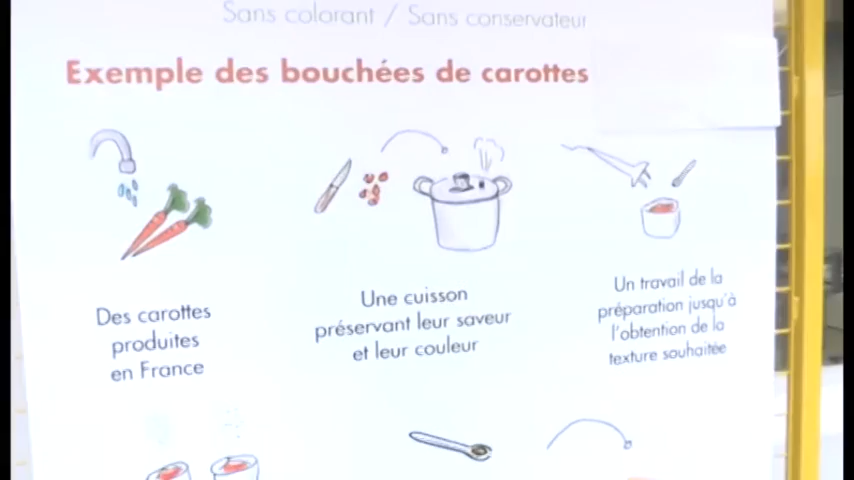 Sans colorant / Sans conservateur
Exemple des bouchées de carottes
Des carottes
produites
en France
Une cuisson
préservant leur saveur
et leur couleur
Un travail de la
préparation jusqu'à
l'obtention de la
texture souhaitée